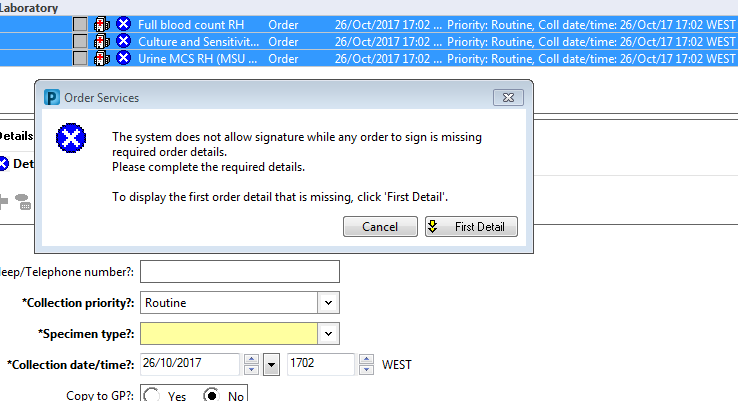 Laboratory
Full blood count RH Order 26/Oct/2017 17:02 ... Priority: Routine, Coll date/time: 26/Oct/17 17:02 WEST
Culture and Sensitivit... Order 26/Oct/2017 17:02 ... Priority: Routine, Coll date/time: 26/Oct/17 17:02 WEST
Urine MCS RH (MSU ... Order 26/Oct/2017 17:02 ... Priority: Routine, Coll date/time: 26/Oct/17 17:02 WEST
P Order Services
The system does not allow signature while any order to sign is missing
required order details.
Please complete the required details.
To display the first order detail that is missing, click 'First Detail'.
Cancel First Detail
Details
Det
leep/Telephone number?:
*Collection priority?: Routine
*Specimen type?:
*Collection date/time?: 26/10/2017 1702 WEST
Copy to GP?: Yes No